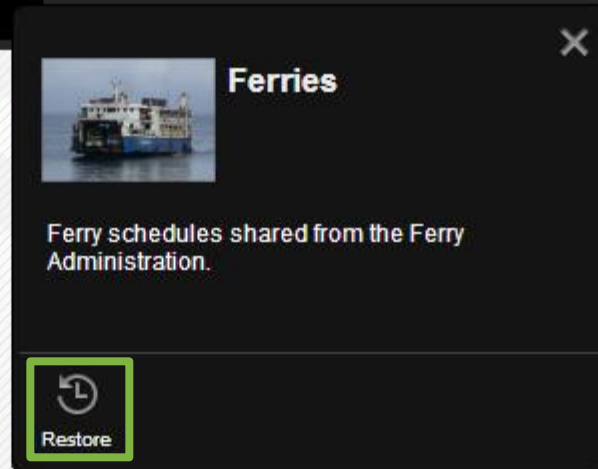 Ferries
Ferry schedules shared from the Ferry
Administration.
Restore